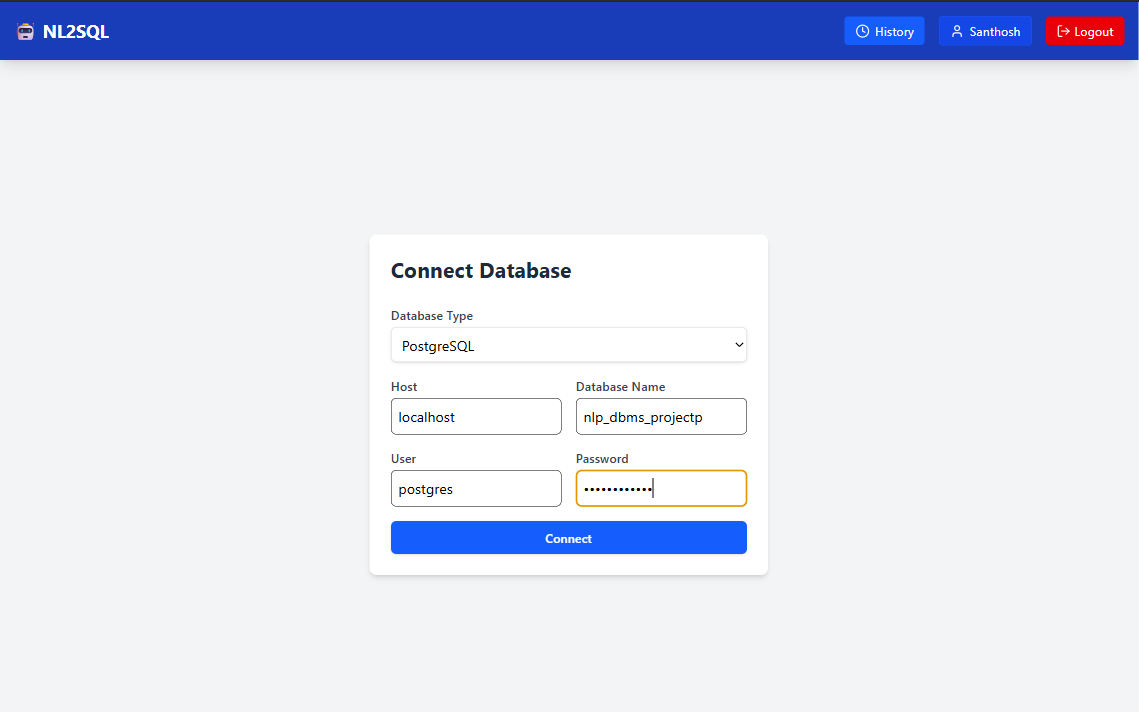 NL2SQL
History
Santhosh
Logout
Connect Database
Database Type
PostgreSQL
Host
Database Name
localhost
nlp_dbms_projectp
User
Password
postgres
••••••••••••
Connect